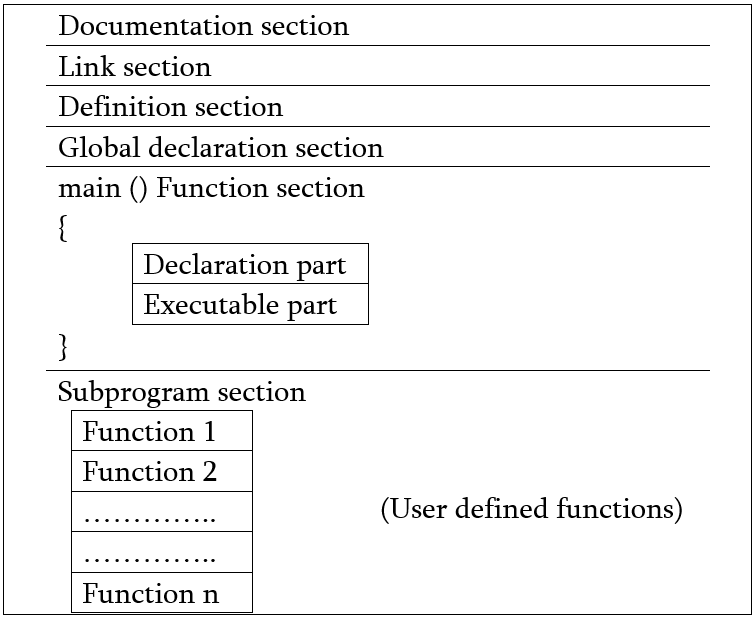 Documentation section
Link section
Definition section
Global declaration section
main () Function section
{
Declaration part
Executable part
}
Subprogram section
Function 1
Function 2
…………..
(User defined functions)
…………..
Function n